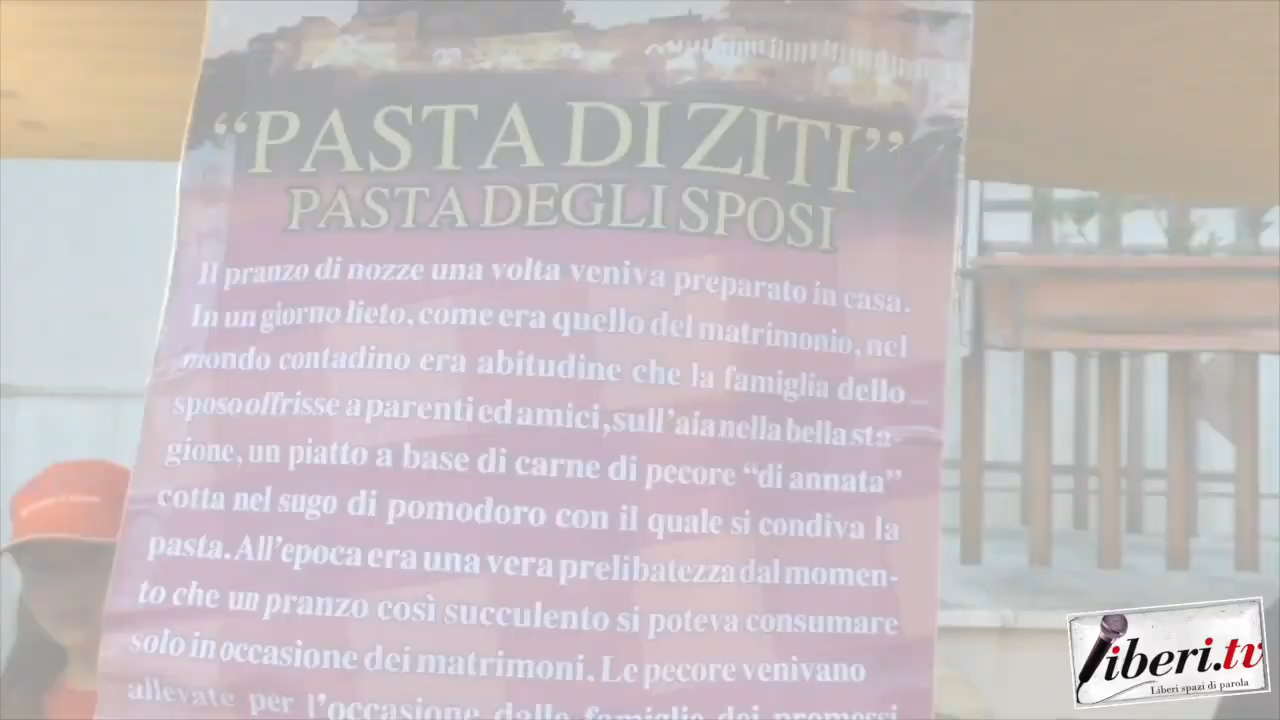 “PASTA DI ZITI”
PASTA DEGLI SPOSI
Il pranzo di nozze una volta veniva preparato in casa.
In un giorno lieto, come era quello del matrimonio, nel
mondo contadino era abitudine che la famiglia dello
sposo offrisse a parenti ed amici, sull’aia nella bella sta-
gione, un piatto a base di carne di pecore “di annata”
cotta nel sugo di pomodoro con il quale si condiva la
pasta. All’epoca era una vera prelibatezza dal momen-
to che un pranzo così succulento si poteva consumare
solo in occasione dei matrimoni. Le pecore venivano
allevate per l’occasione dalle famiglie dei promessi
liberi.tv
Liberi spazi di parola